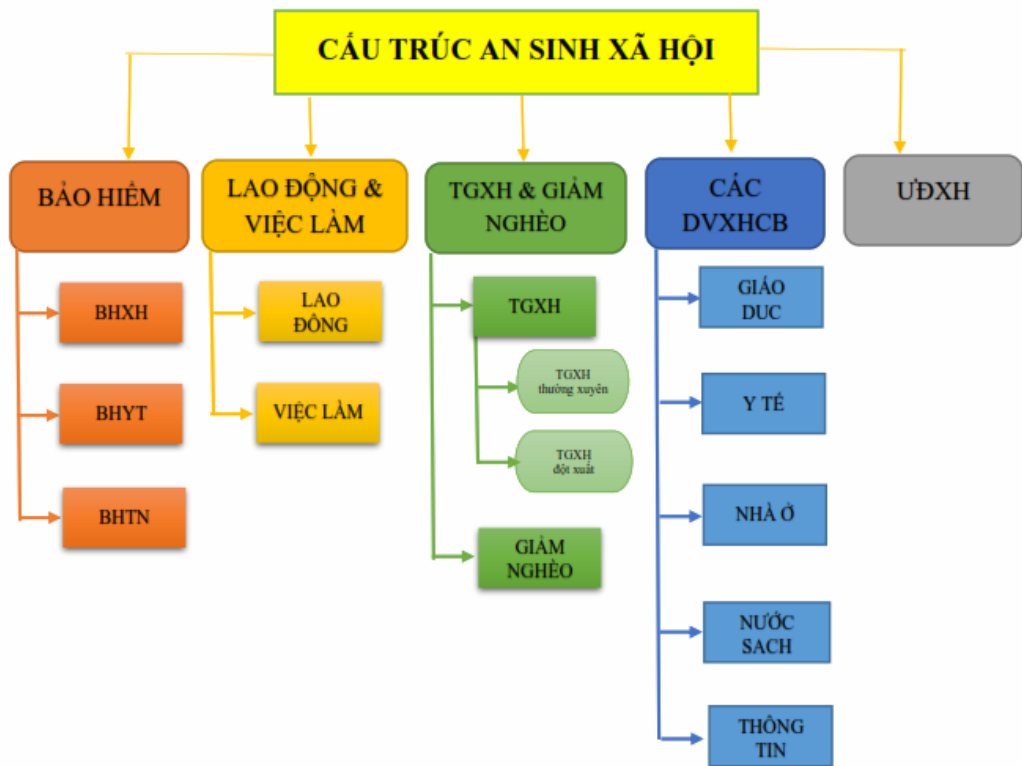 CẤU TRÚC AN SINH XÃ HỘI
BẢO HIỂM
LAO ĐỘNG &
VIỆC LÀM
TGXH & GIẢM
NGHÈO
CÁC
DVXHCB
ƯĐXH
BHXH
BHYT
BHTN
LAO
ĐÔNG
VIỆC LÀM
TGXH
TGXH
thường xuyên
TGXH
đột xuất
GIẢM
NGHÈO
GIÁO
DUC
Y TẾ
NHÀ Ở
NƯỚC
SACH
THÔNG
TIN